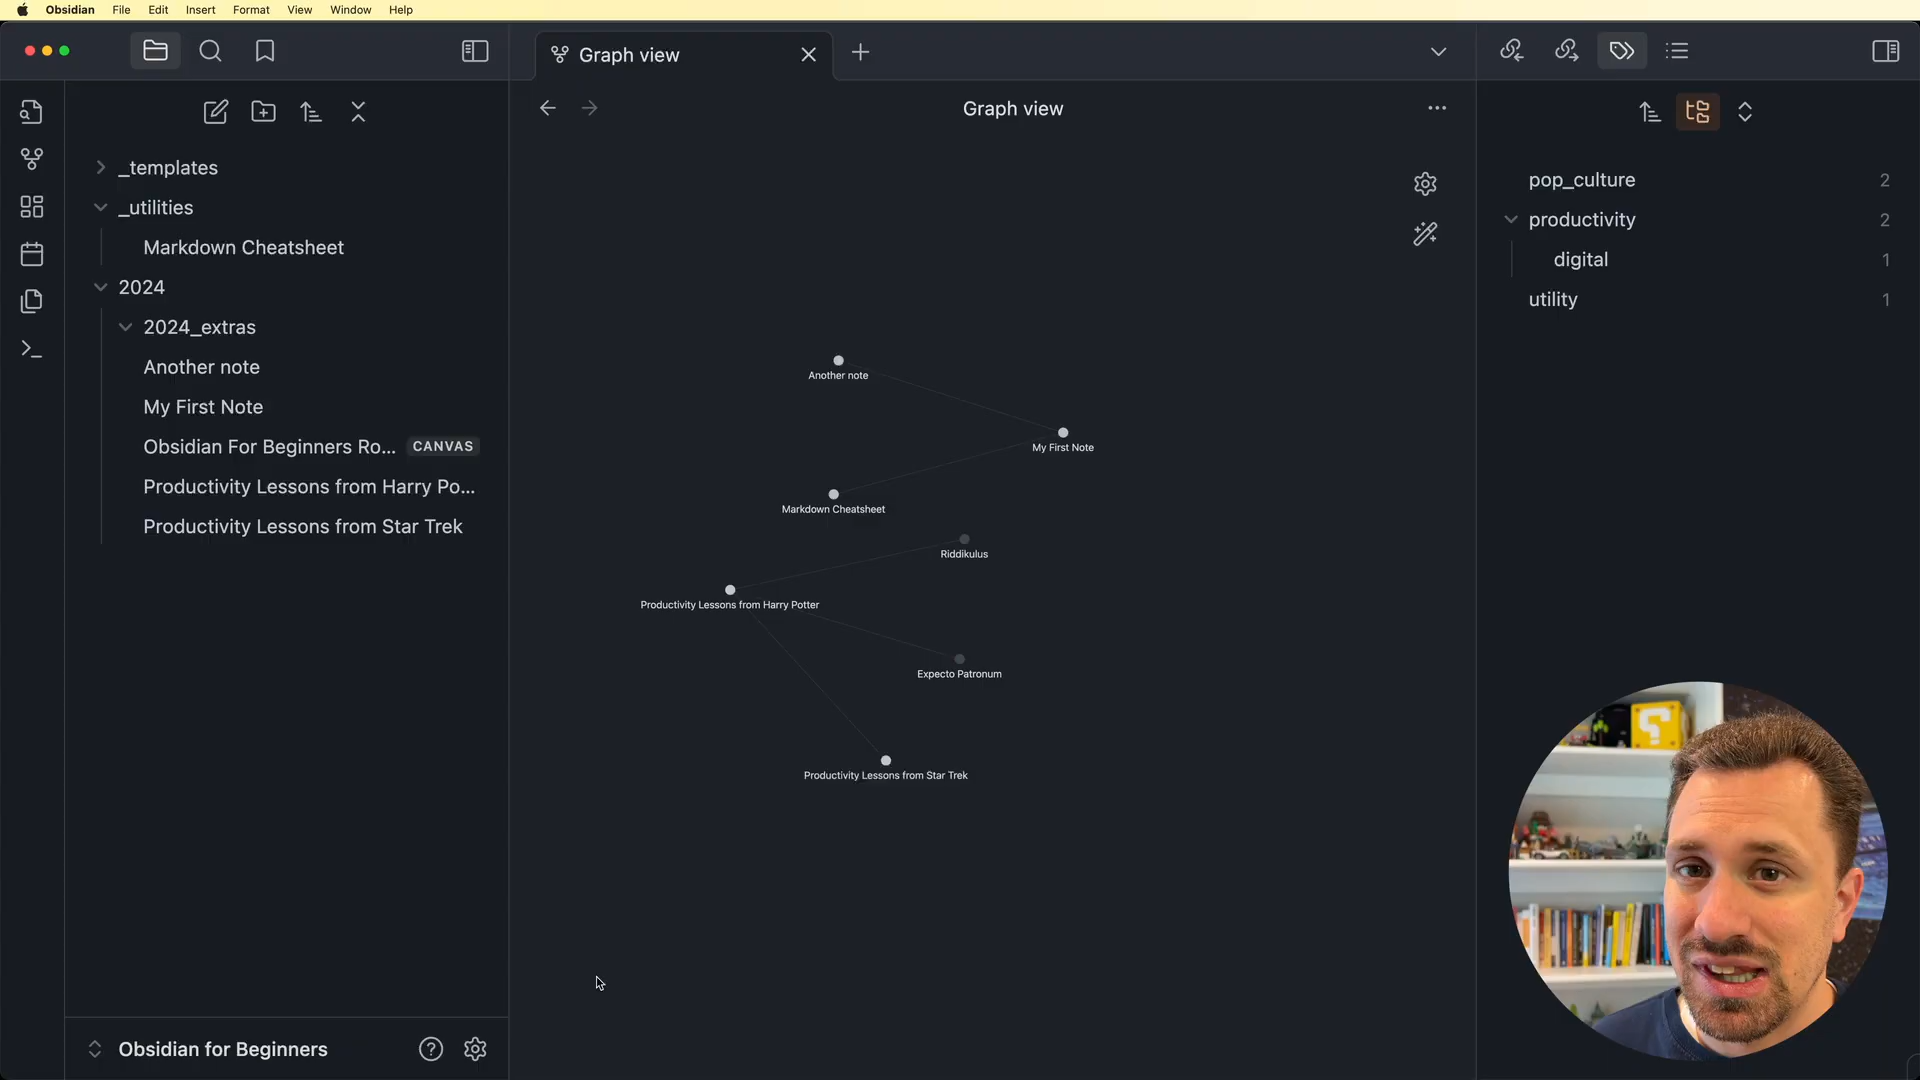 Obsidian File Edit Insert Format View Window Help
Graph view
Graph view
_templates
_utilities
Markdown Cheatsheet
2024
2024_extras
Another note
My First Note
Obsidian For Beginners Ro... CANVAS
Productivity Lessons from Harry Po...
Productivity Lessons from Star Trek
Obsidian for Beginners
Another note
My First Note
Markdown Cheatsheet
Riddikulus
Productivity Lessons from Harry Potter
Expecto Patronum
Productivity Lessons from Star Trek
pop_culture 2
productivity 2
digital 1
utility 1